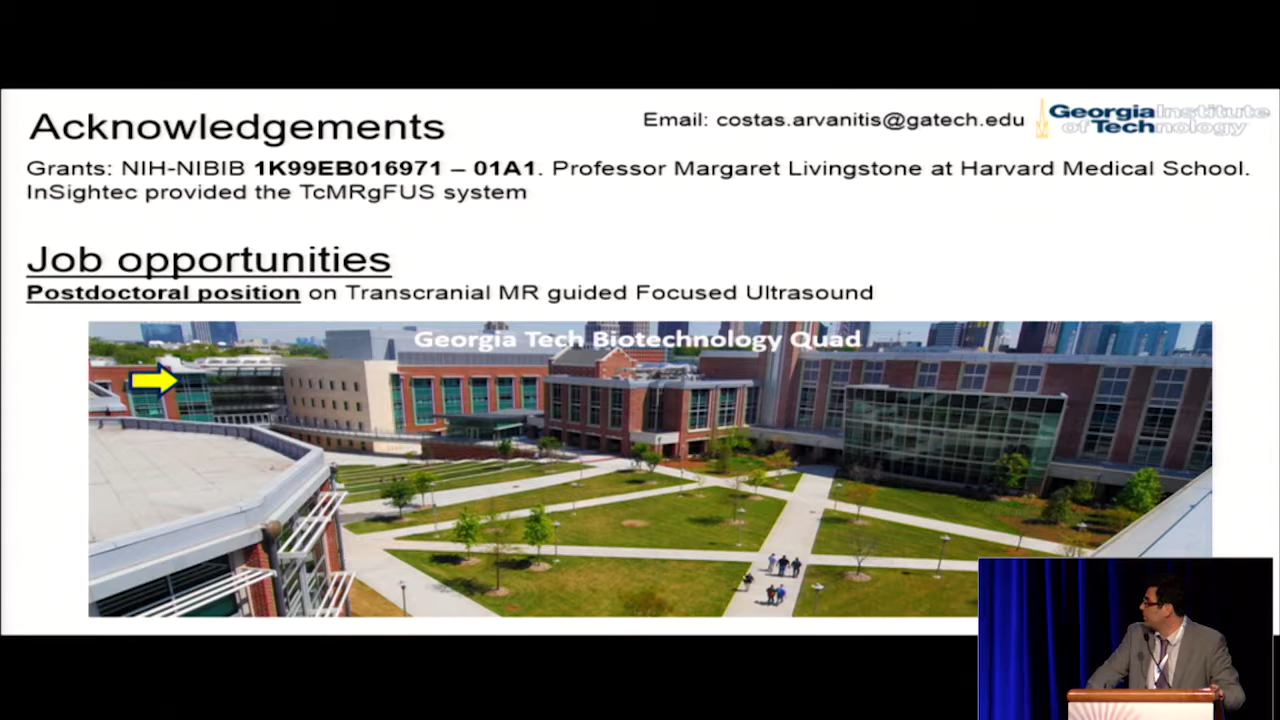 Acknowledgements
Email: costas.arvanitis@gatech.edu
Georgia Institute
of Technology
Grants: NIH-NIBIB 1K99EB016971 – 01A1. Professor Margaret Livingstone at Harvard Medical School.
InSightec provided the TcMRgFUS system
Job opportunities
Postdoctoral position on Transcranial MR guided Focused Ultrasound
Georgia Tech Biotechnology Quad